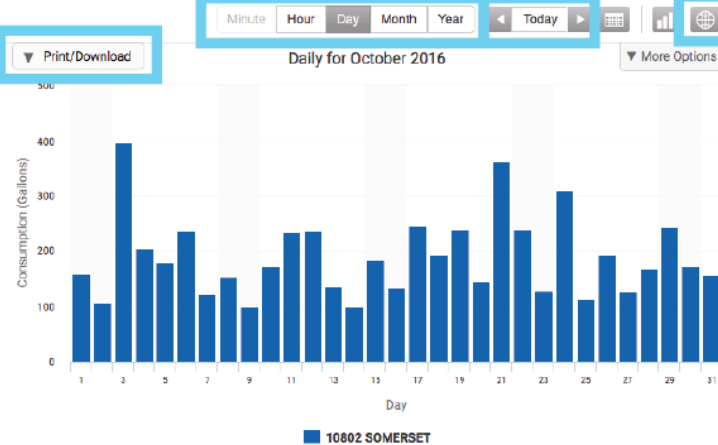 Minute Hour Day Month Year Today
Print/Download
Daily for October 2016
More Options
500
400
300
200
100
0
Consumption (Gallons)
1 3 5 7 9 11 13 15 17 19 21 23 25 27 29 31
Day
10802 SOMERSET